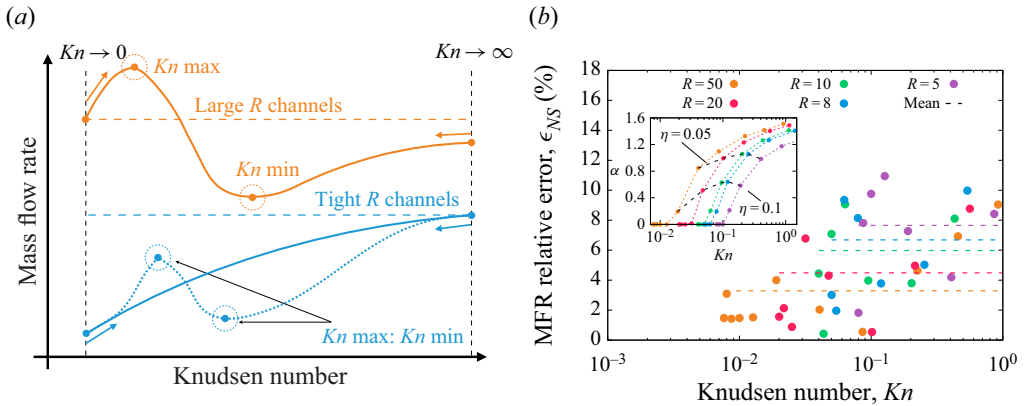 (a)
Kn → 0
Kn → ∞
Kn max
Large R channels
Kn min
Tight R channels
Kn max: Kn min
Mass flow rate
Knudsen number
(b)
MFR relative error, ϵNS (%)
18
16
14
12
10
8
6
4
2
0
R = 50
R = 10
R = 5
R = 20
R = 8
Mean
1.6
1.2
0.8
0.4
0
α
η = 0.05
η = 0.1
10⁻² 10⁻¹ 10⁰
Kn
10⁻³ 10⁻² 10⁻¹ 10⁰
Knudsen number, Kn